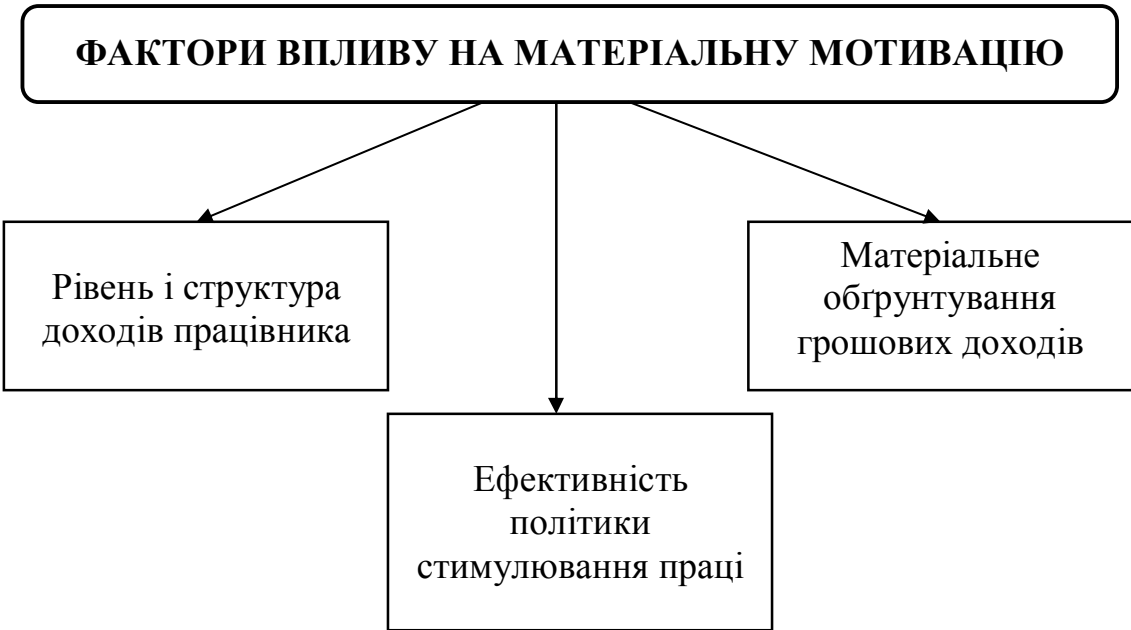 ФАКТОРИ ВПЛИВУ НА МАТЕРІАЛЬНУ МОТИВАЦІЮ
Рівень і структура
доходів працівника
Ефективність
політики
стимулювання праці
Матеріальне
обґрунтування
грошових доходів